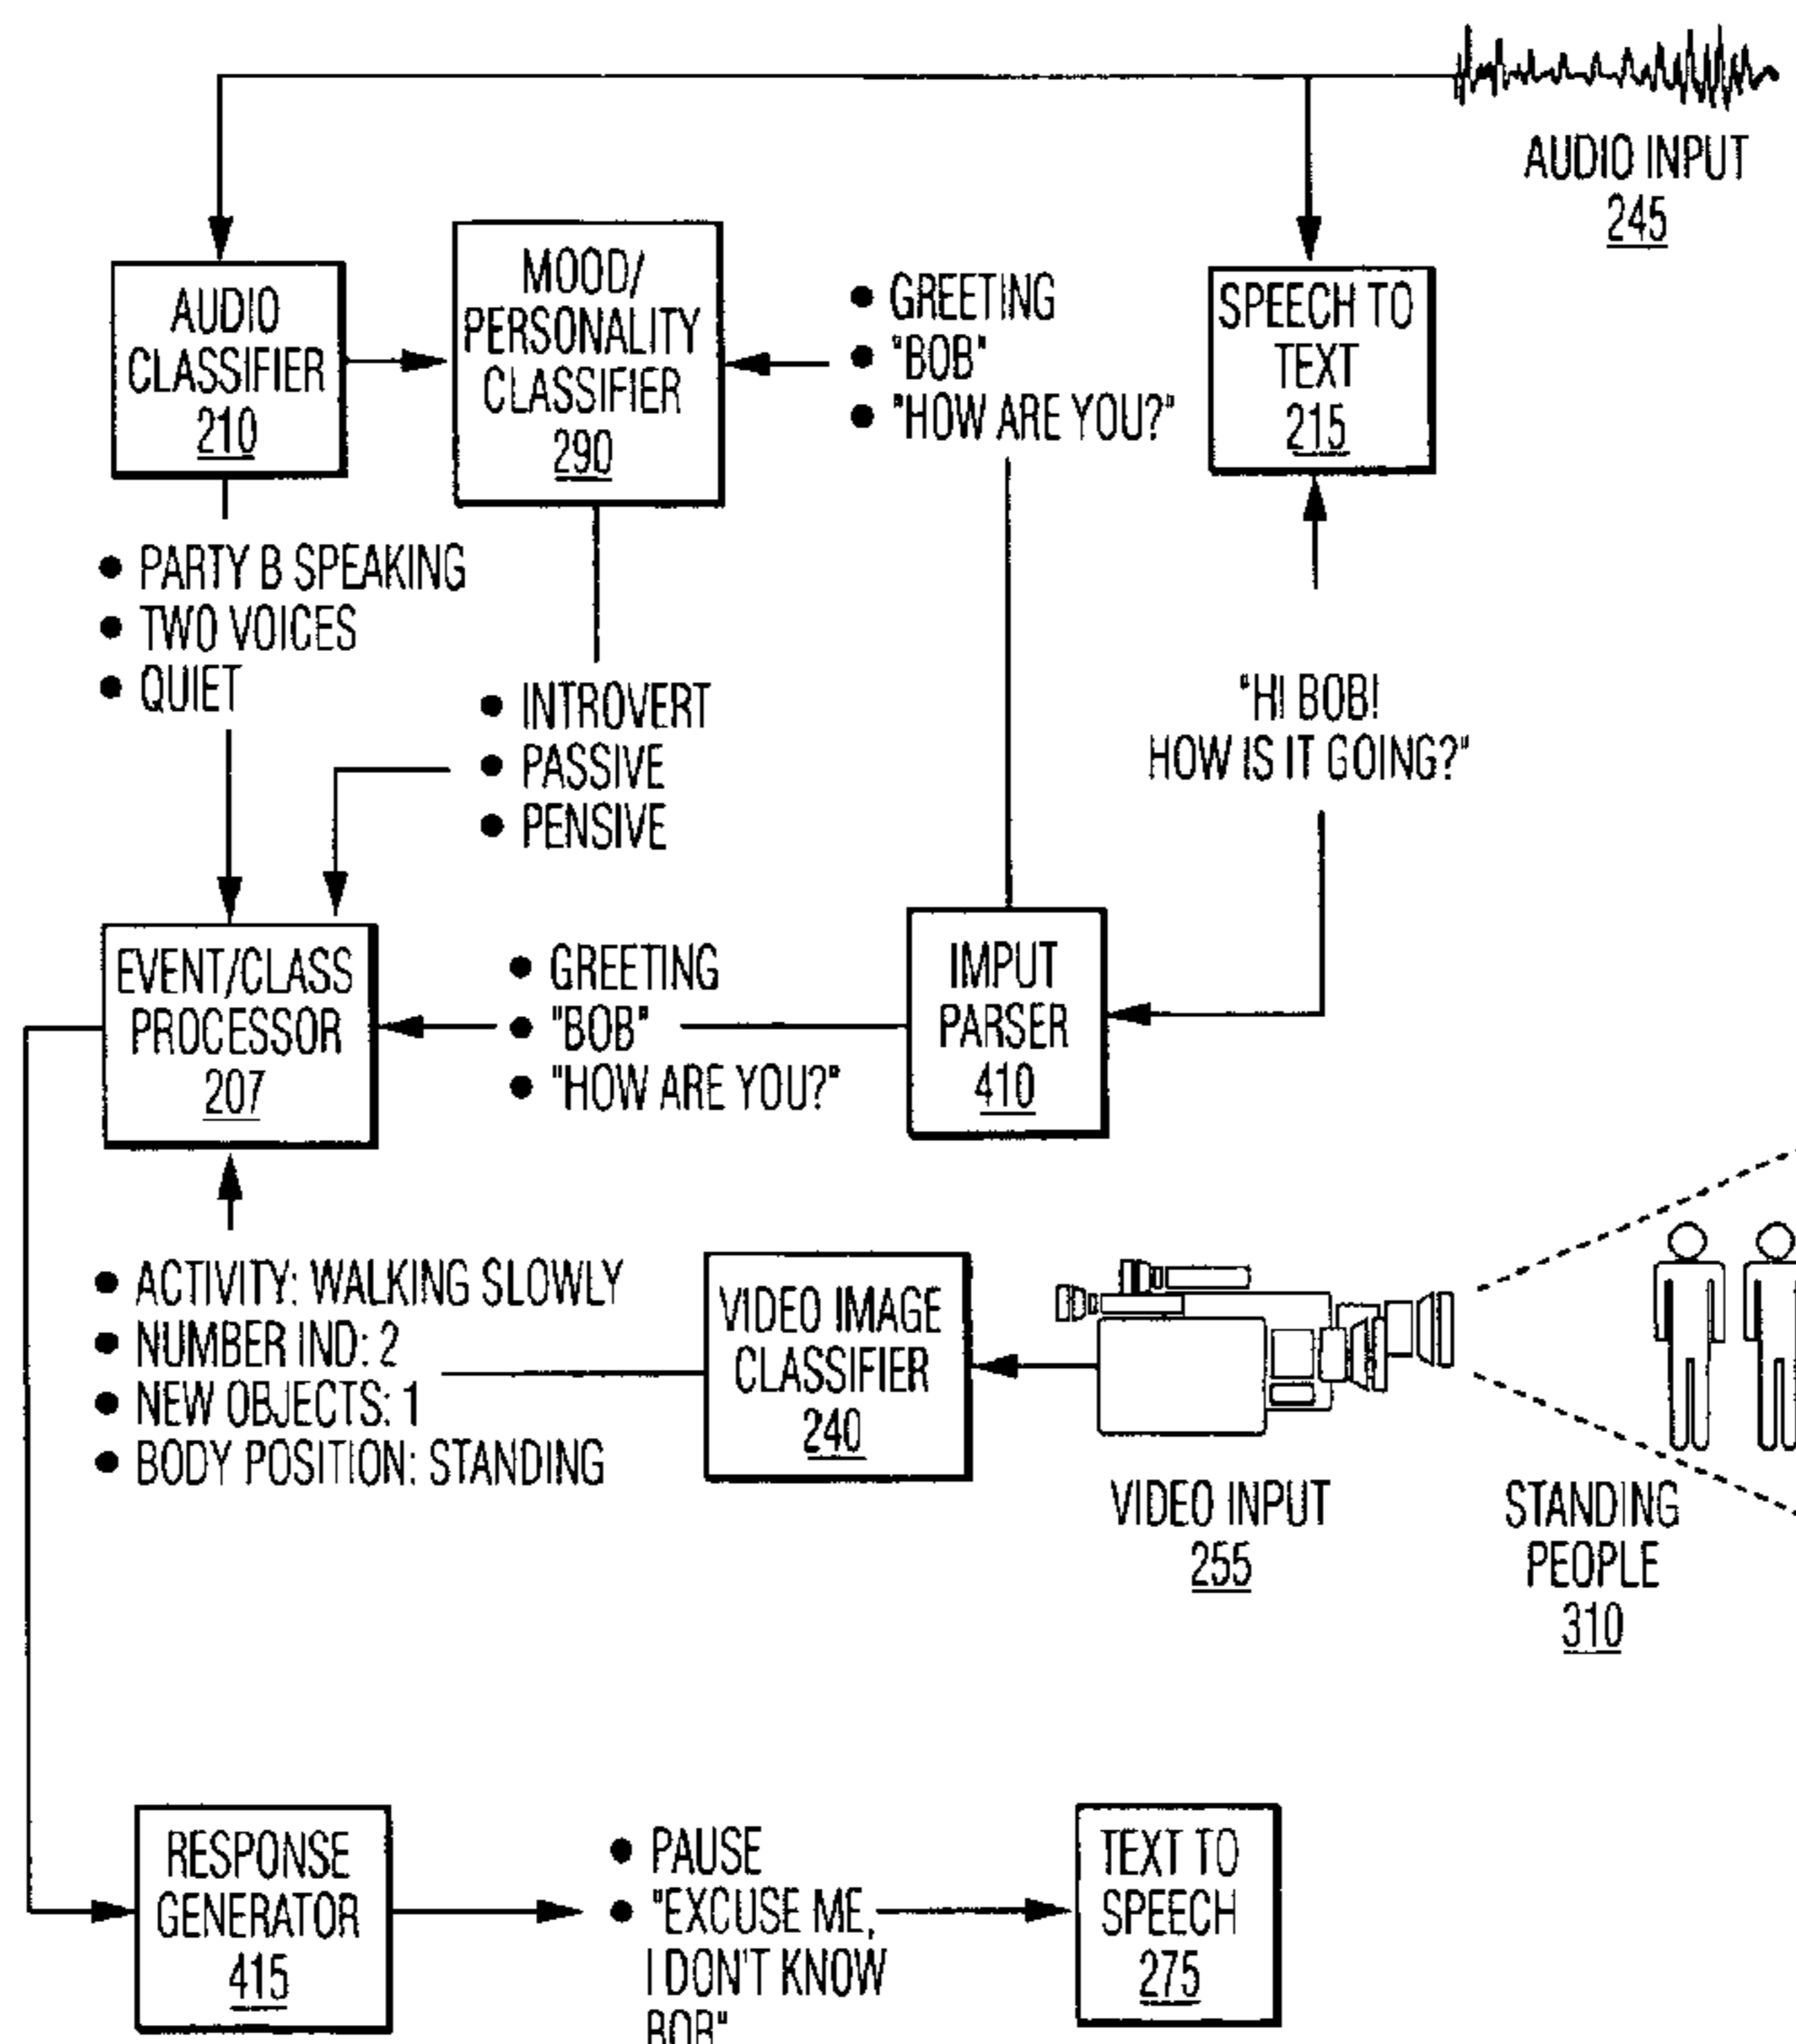 AUDIO INPUT
245
AUDIO
CLASSIFIER
210
MOOD/
PERSONALITY
CLASSIFIER
290
● GREETING
● "BOB"
● "HOW ARE YOU?"
SPEECH TO
TEXT
215
● PARTY B SPEAKING
● TWO VOICES
● QUIET
● INTROVERT
● PASSIVE
● PENSIVE
"HI BOB!
HOW IS IT GOING?"
EVENT/CLASS
PROCESSOR
207
● GREETING
● "BOB"
● "HOW ARE YOU?"
IMPUT
PARSER
410
● ACTIVITY: WALKING SLOWLY
● NUMBER IND: 2
● NEW OBJECTS: 1
● BODY POSITION: STANDING
VIDEO IMAGE
CLASSIFIER
240
VIDEO INPUT
255
STANDING
PEOPLE
310
RESPONSE
GENERATOR
415
● PAUSE
● "EXCUSE ME,
I DON'T KNOW
BOB"
TEXT TO
SPEECH
275